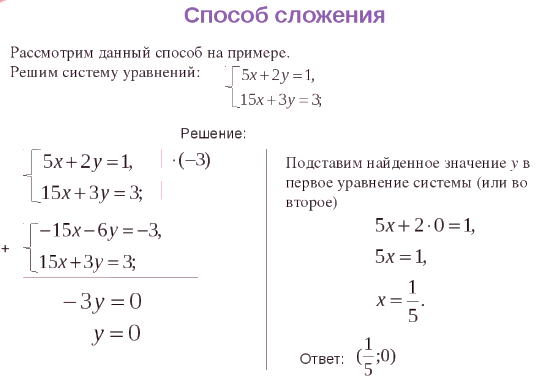 Способ сложения
Рассмотрим данный способ на примере.
Решим систему уравнений:
5x+2y=1,
15x+3y=3;
Решение:
5x+2y=1, | ·(−3)
15x+3y=3; |
+
−15x−6y=−3,
15x+3y=3;
−3y=0
y=0
Подставим найденное значение y в
первое уравнение системы (или во
второе)
5x+2·0=1,
5x=1,
x=1/5.
Ответ: (1/5;0)